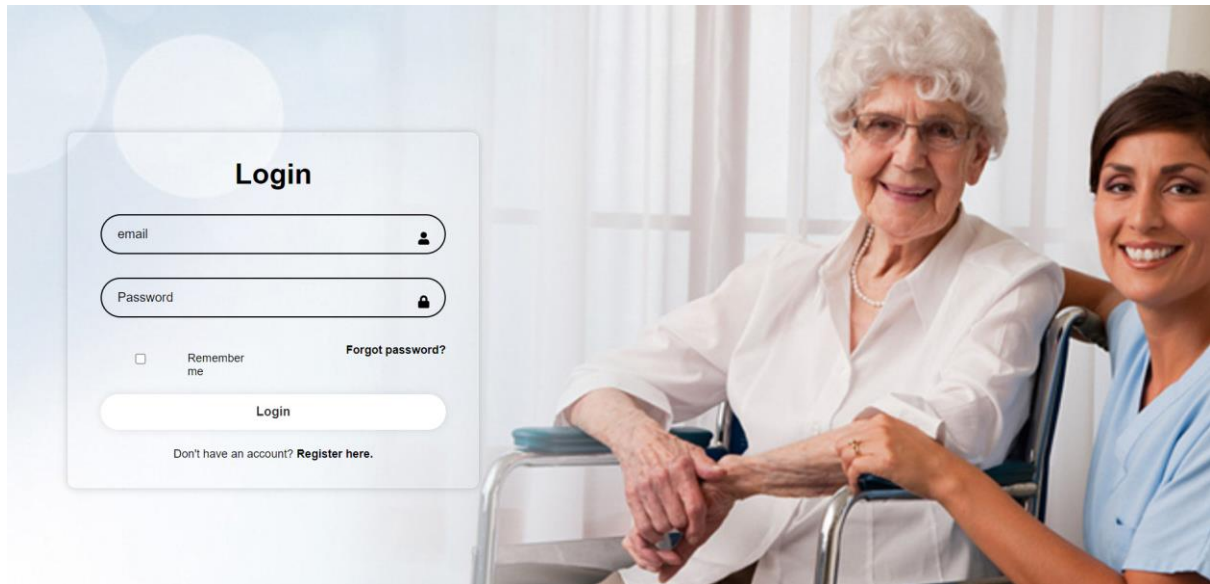 Login
email
Password
Remember
me
Forgot password?
Login
Don't have an account? Register here.